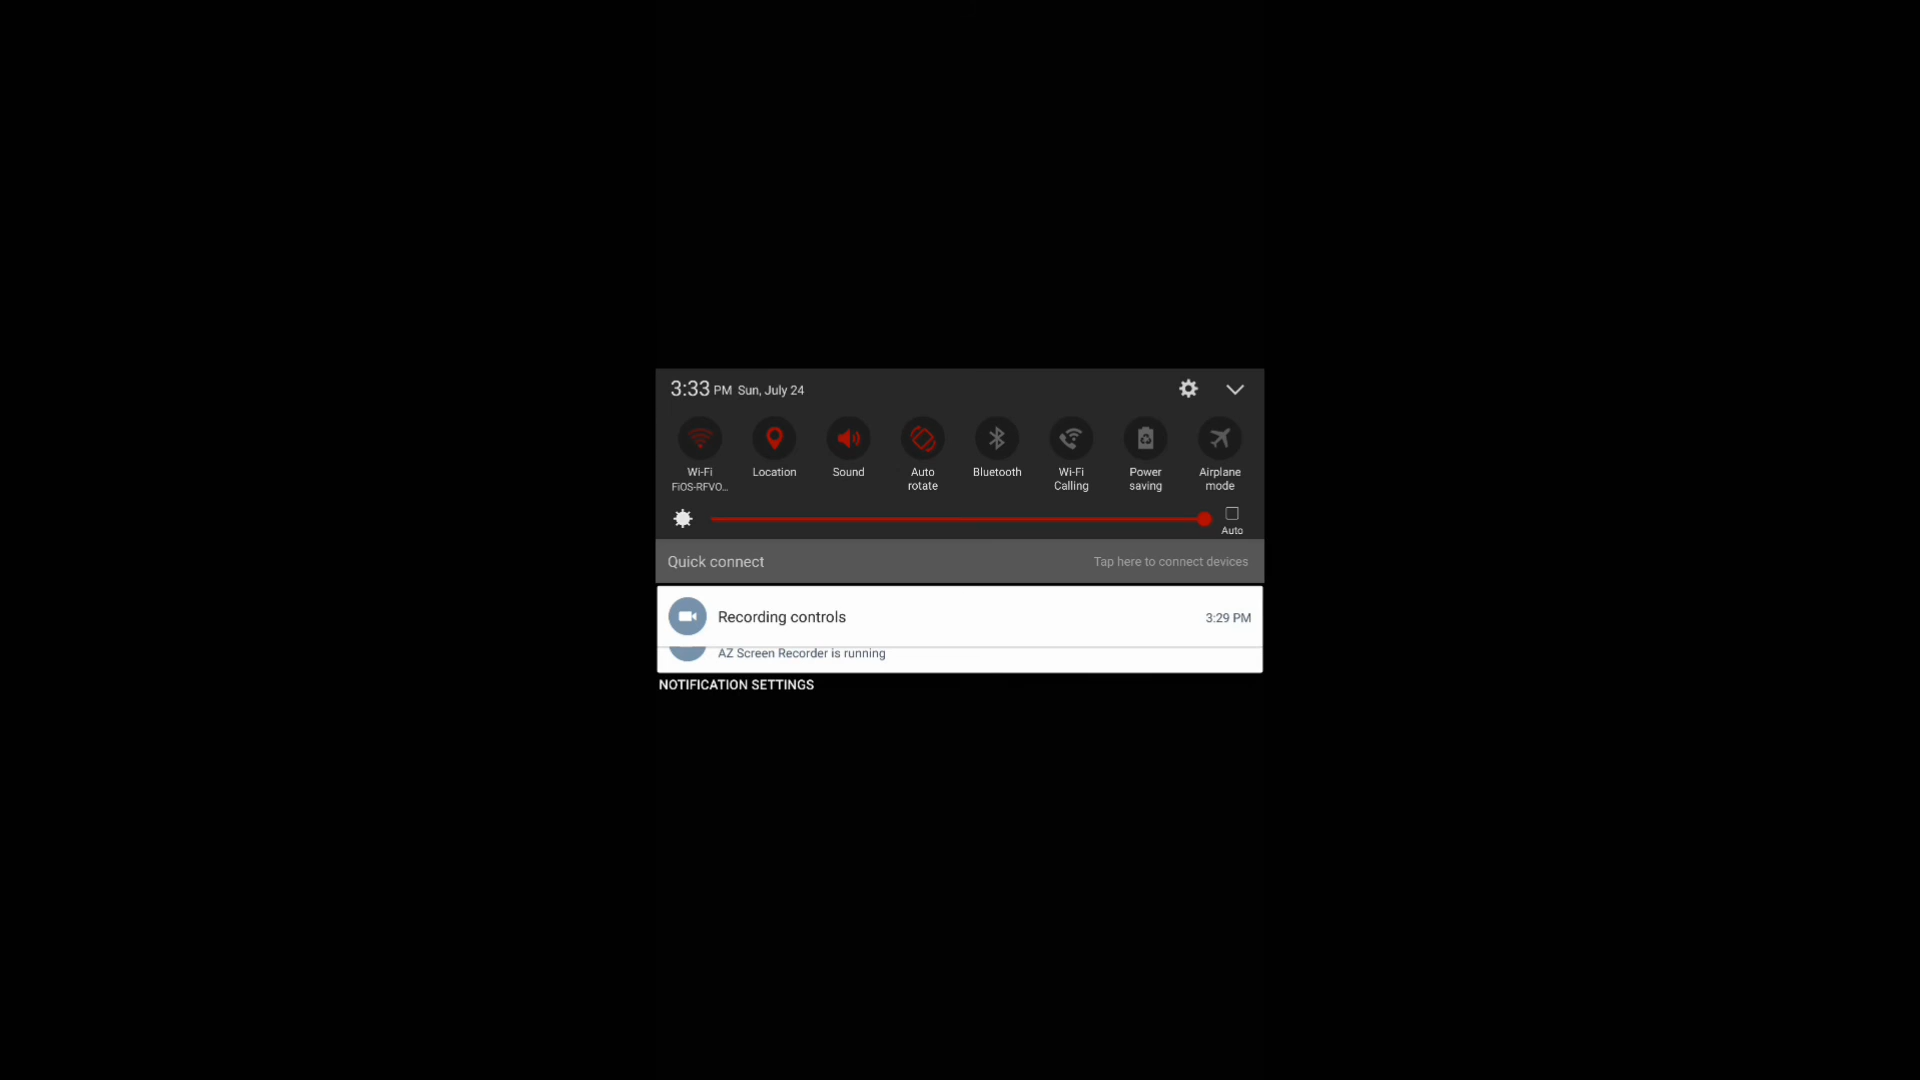 3:33 PM Sun, July 24
Wi-Fi Location Sound Auto rotate Bluetooth Wi-Fi Calling Power saving Airplane mode
FiOS-RFVO...
Auto
Quick connect Tap here to connect devices
Recording controls 3:29 PM
AZ Screen Recorder is running
NOTIFICATION SETTINGS